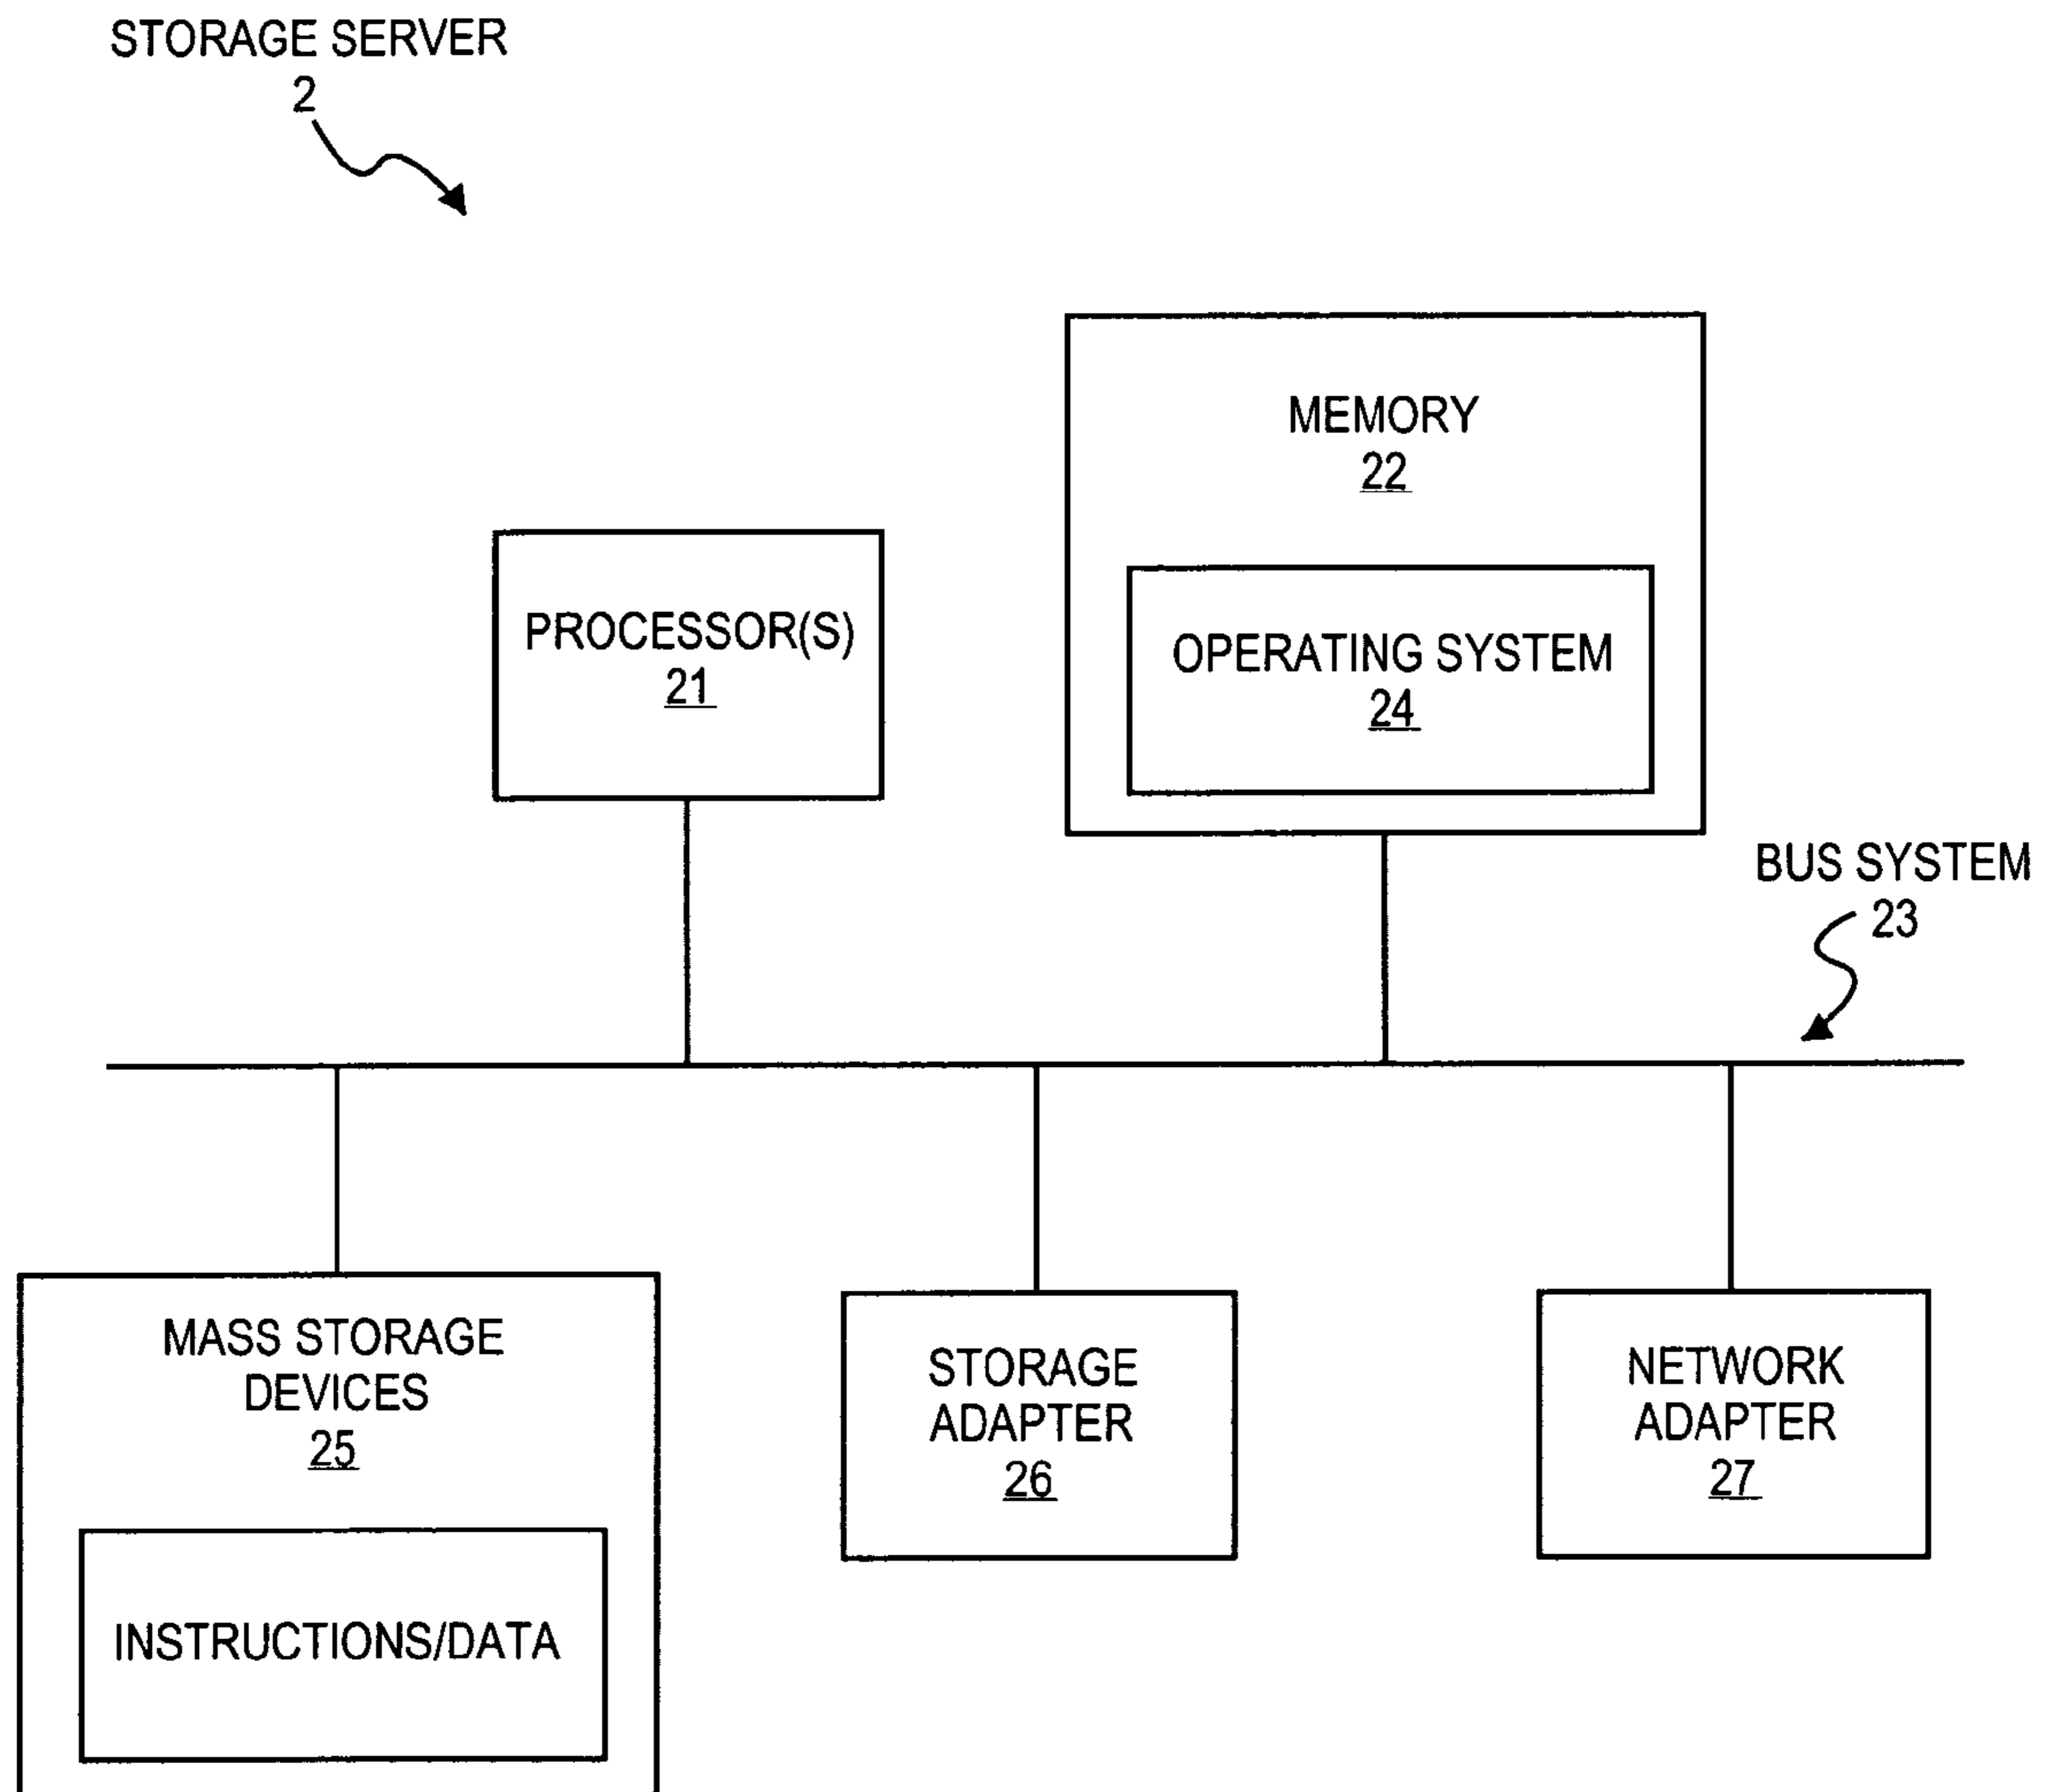 STORAGE SERVER
2
MEMORY
22
PROCESSOR(S)
21
OPERATING SYSTEM
24
BUS SYSTEM
23
MASS STORAGE
DEVICES
25
INSTRUCTIONS/DATA
STORAGE
ADAPTER
26
NETWORK
ADAPTER
27